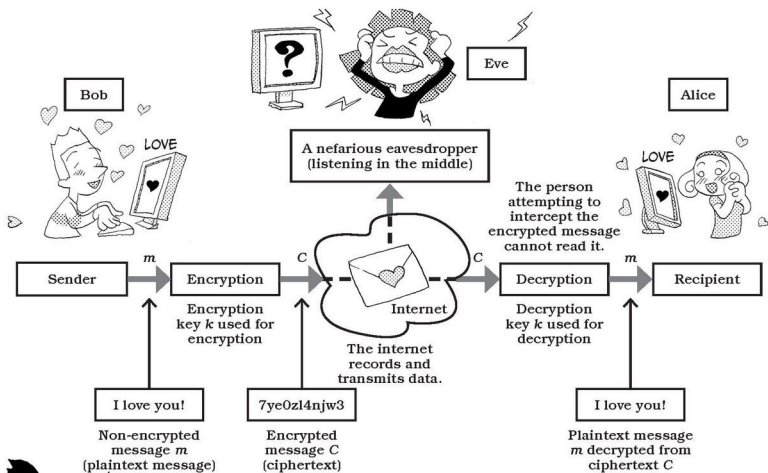 ?
Eve
Bob
Alice
LOVE
LOVE
A nefarious eavesdropper
(listening in the middle)
The person
attempting to
intercept the
encrypted message
cannot read it.
m
C
C
m
Sender
Encryption
Internet
Decryption
Recipient
Encryption
key k used for
encryption
Decryption
key k used for
decryption
The internet
records and
transmits data.
I love you!
7ye0zl4njw3
I love you!
Non-encrypted
message m
(plaintext message)
Encrypted
message C
(ciphertext)
Plaintext message
m decrypted from
ciphertext C